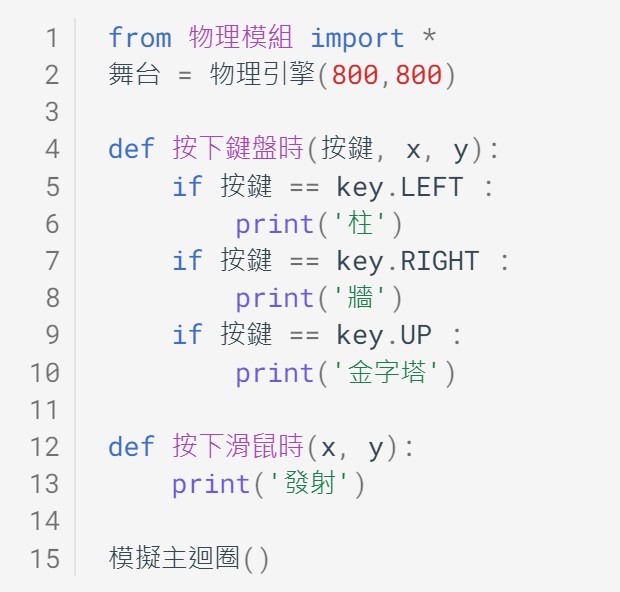 1 from 物理模組 import *
2 舞台 = 物理引擎(800,800)
3
4 def 按下鍵盤時(按鍵, x, y):
5     if 按鍵 == key.LEFT :
6         print('柱')
7     if 按鍵 == key.RIGHT :
8         print('牆')
9     if 按鍵 == key.UP :
10         print('金字塔')
11
12 def 按下滑鼠時(x, y):
13     print('發射')
14
15 模擬主迴圈()